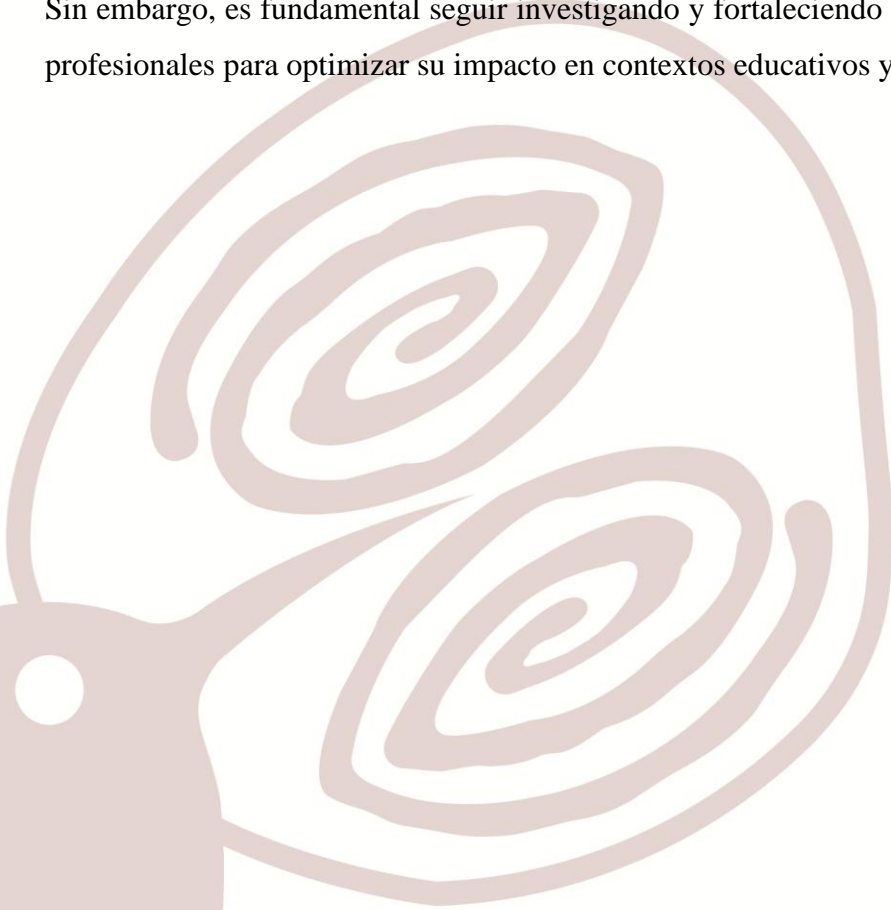 Sin embargo, es fundamental seguir investigando y fortaleciendo
profesionales para optimizar su impacto en contextos educativos y